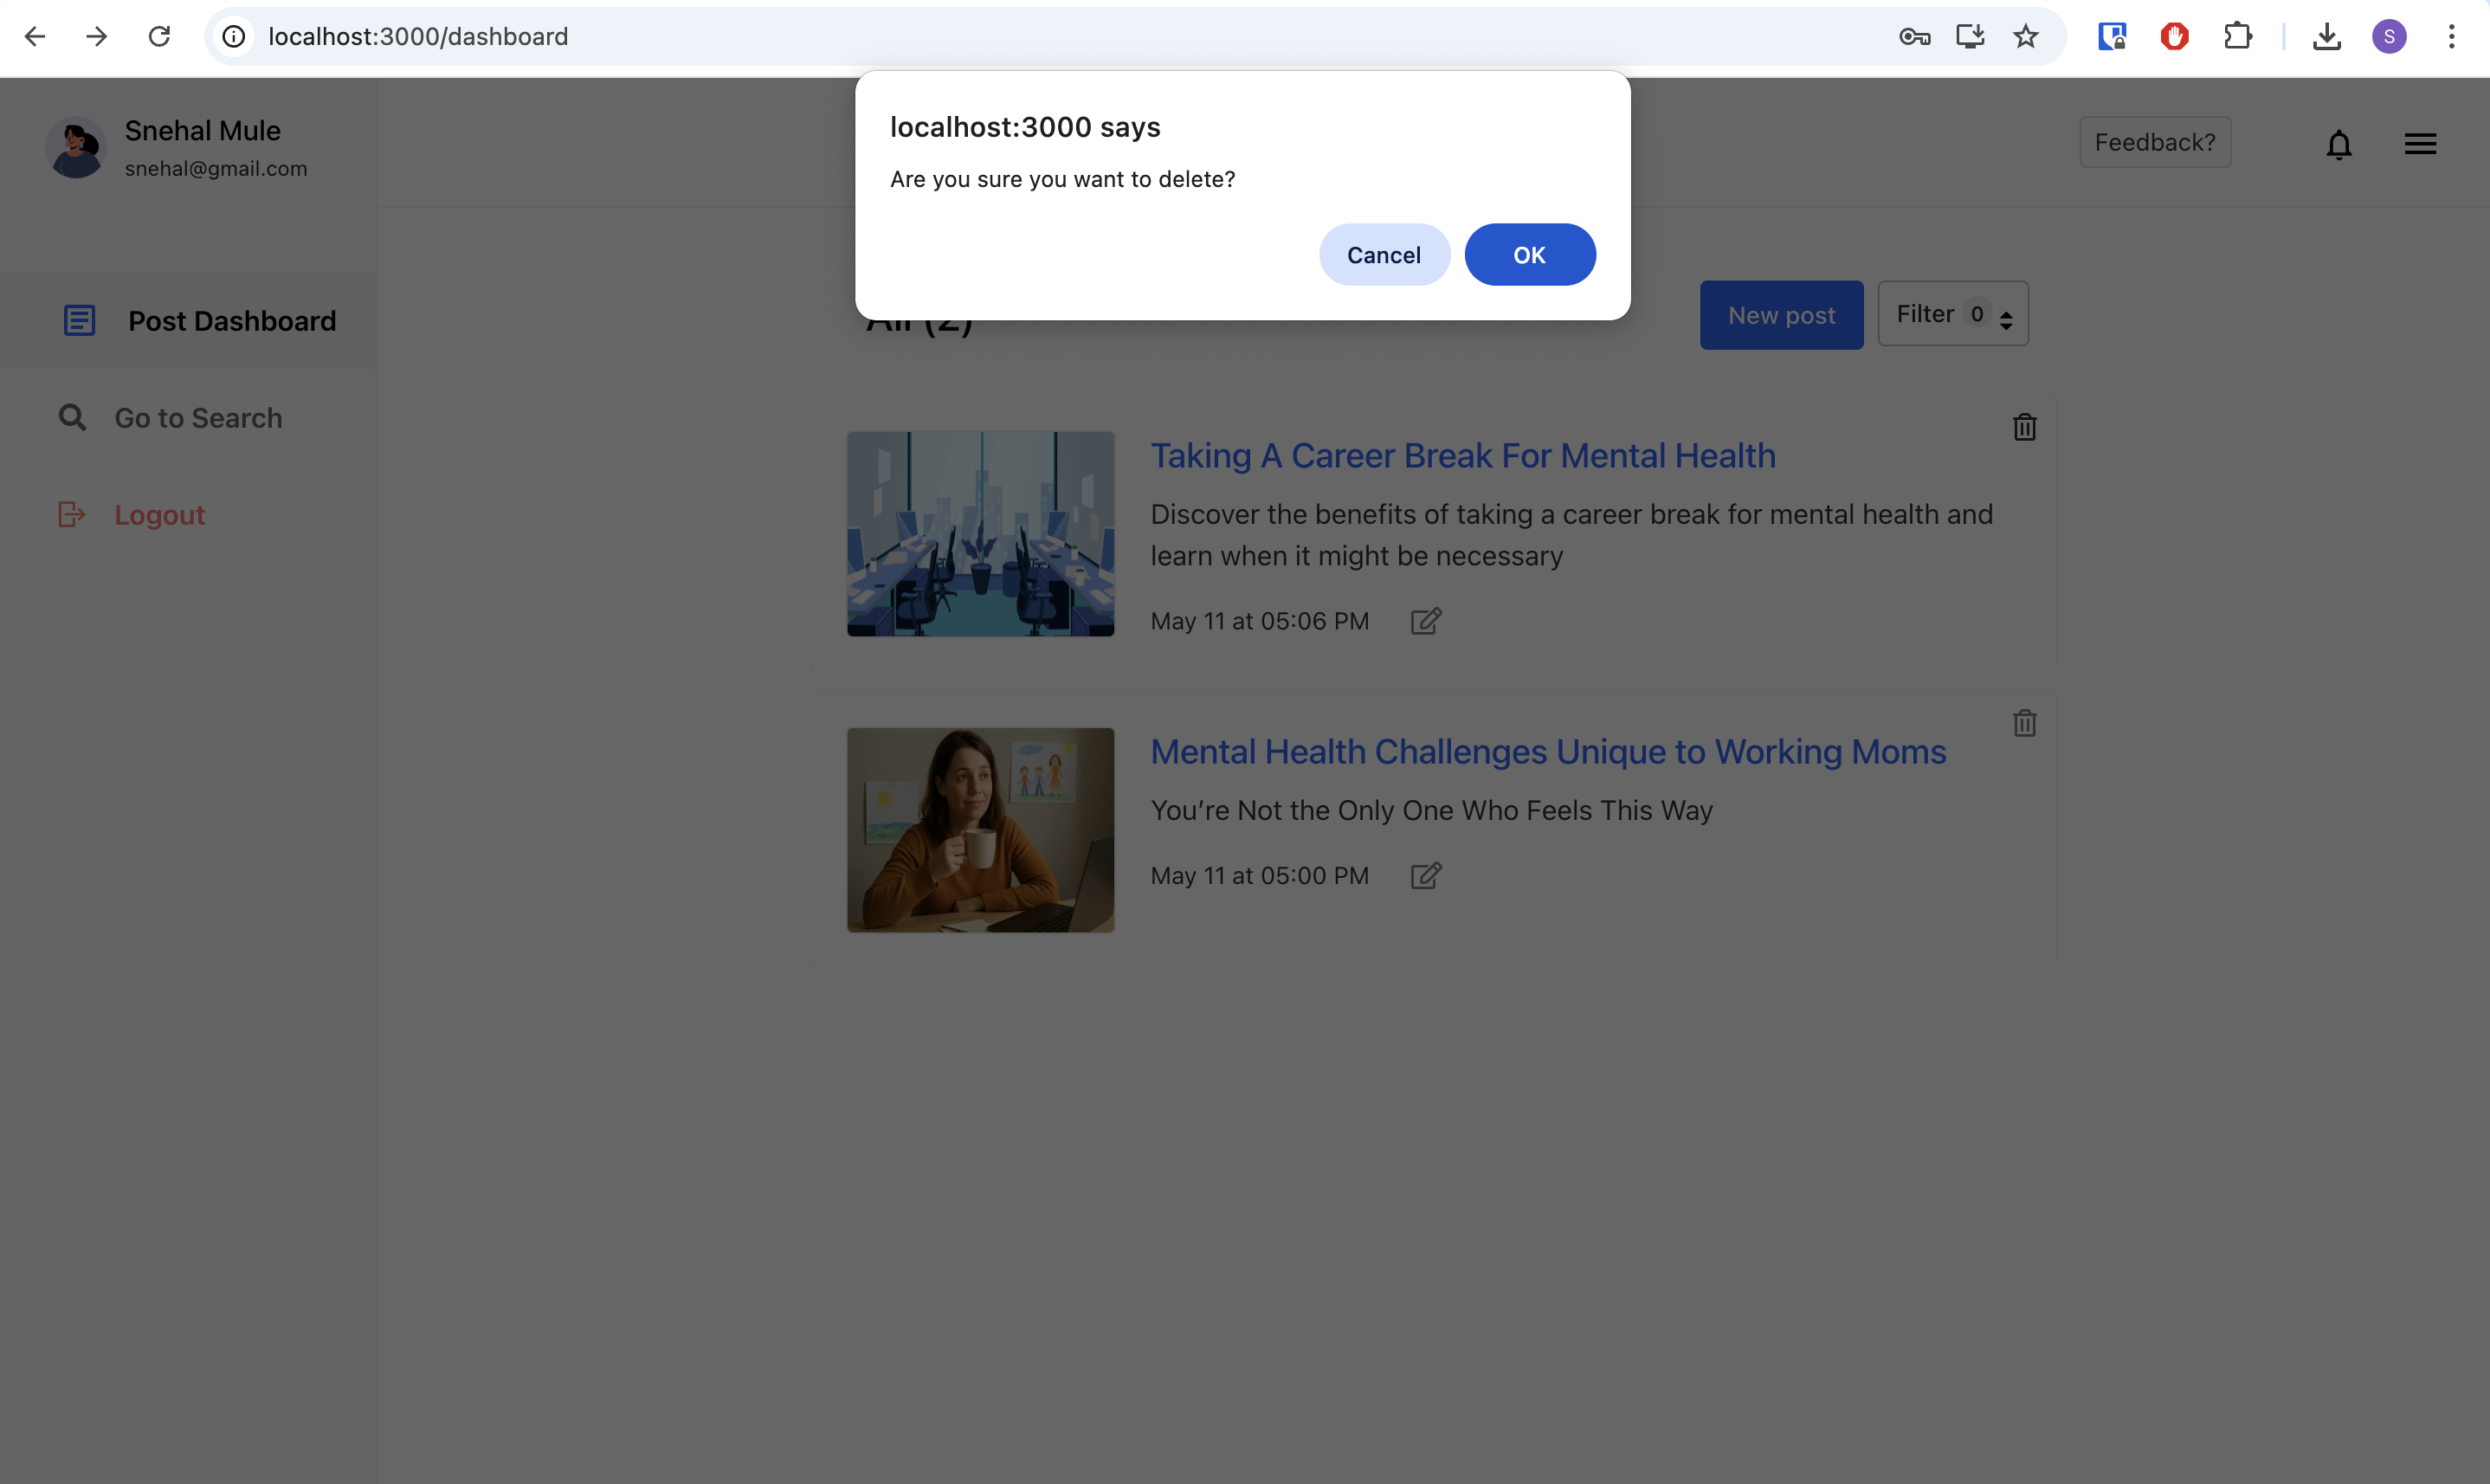 localhost:3000/dashboard
S
localhost:3000 says
Are you sure you want to delete?
Cancel
OK
Snehal Mule
snehal@gmail.com
Feedback?
Post Dashboard
Go to Search
Logout
All (2)
New post
Filter 0
Taking A Career Break For Mental Health
Discover the benefits of taking a career break for mental health and
learn when it might be necessary
May 11 at 05:06 PM
Mental Health Challenges Unique to Working Moms
You’re Not the Only One Who Feels This Way
May 11 at 05:00 PM